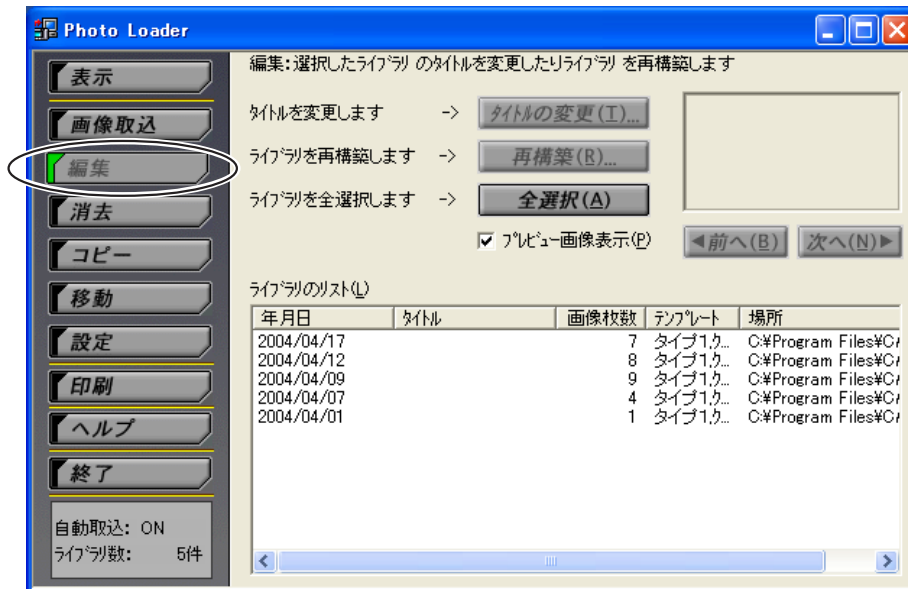 Photo Loader
表示
画像取込
編集
消去
コピー
移動
設定
印刷
ヘルプ
終了
自動取込: ON
ライブラリ数: 5件
編集:選択したライブラリ のタイトルを変更したりライブラリ を再構築します
タイトルを変更します -> タイトルの変更(T)...
ライブラリを再構築します -> 再構築(R)...
ライブラリを全選択します -> 全選択(A)
プレビュー画像表示(P) ◀前へ(B) 次へ(N)▶
ライブラリのリスト(L)
年月日 タイトル 画像枚数 テンプレート 場所
2004/04/17 7 タイプ1,ク... C:¥Program Files¥CA
2004/04/12 8 タイプ1,ク... C:¥Program Files¥CA
2004/04/09 9 タイプ1,ク... C:¥Program Files¥CA
2004/04/07 4 タイプ1,ク... C:¥Program Files¥CA
2004/04/01 1 タイプ1,ク... C:¥Program Files¥CA